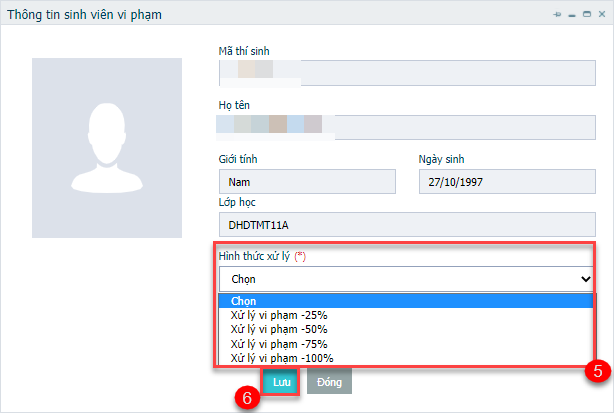 Thông tin sinh viên vi phạm
Mã thí sinh
Họ tên
Giới tính
Ngày sinh
Nam
27/10/1997
Lớp học
DHDTMT11A
Hình thức xử lý (*)
Chọn
Chọn
Xử lý vi phạm -25%
Xử lý vi phạm -50%
Xử lý vi phạm -75%
Xử lý vi phạm -100%
5
6
Lưu
Đóng